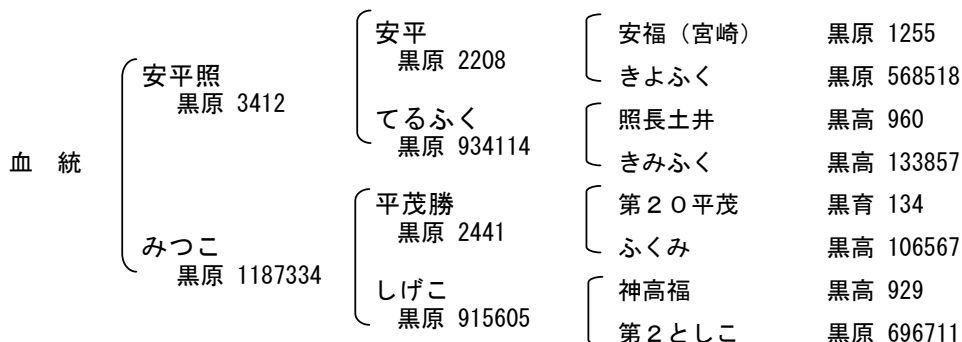 安平 安福（宮崎） 黒原 1255
黒原 2208
安平照 きよふく 黒原 568518
黒原 3412
てるふく 照長土井 黒高 960
黒原 934114
血 統 きみふく 黒高 133857
平茂勝 第２０平茂 黒育 134
黒原 2441
みつこ ふくみ 黒高 106567
黒原 1187334
しげこ 神高福 黒高 929
黒原 915605
第２としこ 黒原 696711